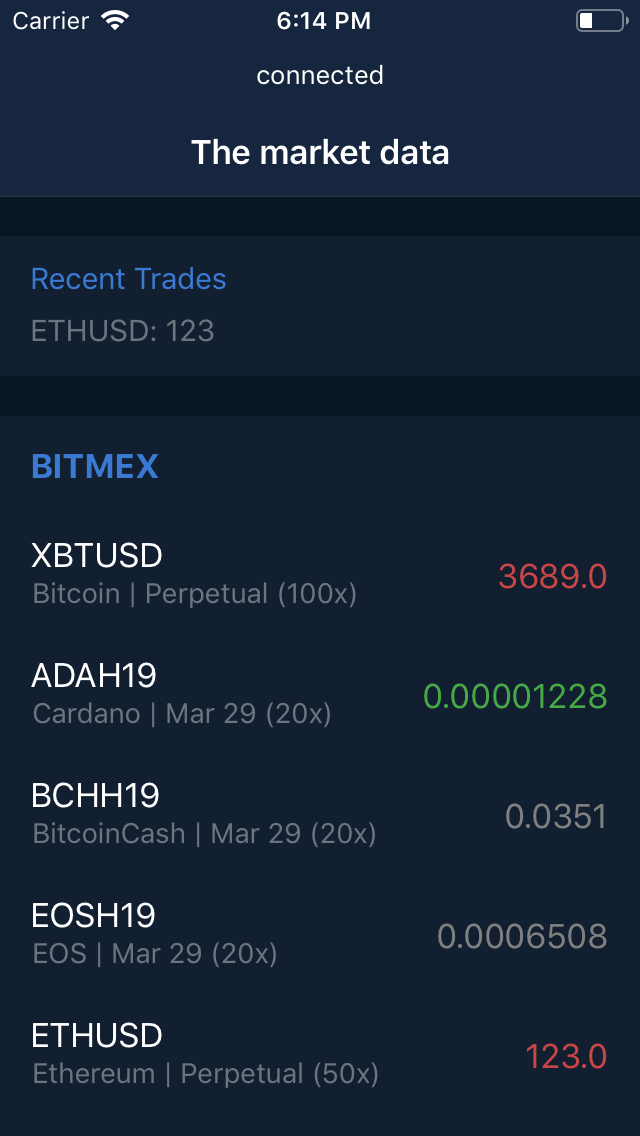 Carrier 6:14 PM
connected
The market data
Recent Trades
ETHUSD: 123
BITMEX
XBTUSD
Bitcoin | Perpetual (100x)
3689.0
ADAH19
Cardano | Mar 29 (20x)
0.00001228
BCHH19
BitcoinCash | Mar 29 (20x)
0.0351
EOSH19
EOS | Mar 29 (20x)
0.0006508
ETHUSD
Ethereum | Perpetual (50x)
123.0